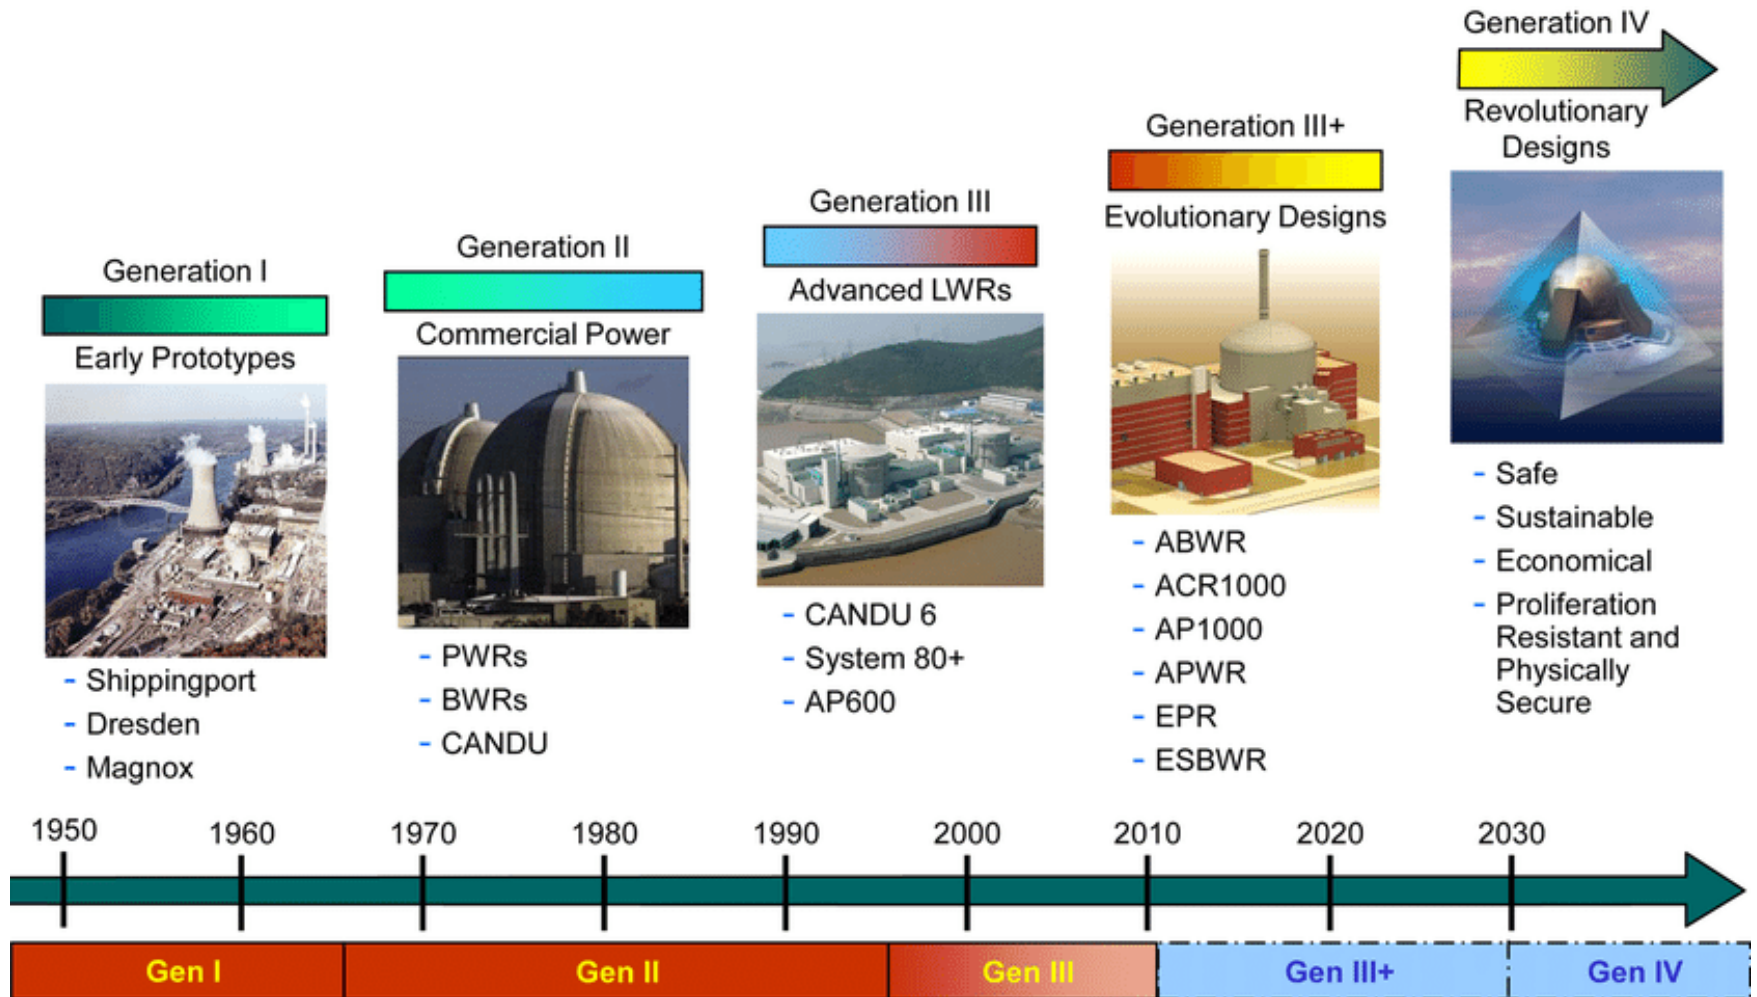 Generation I
Early Prototypes
- Shippingport
- Dresden
- Magnox
Generation II
Commercial Power
- PWRs
- BWRs
- CANDU
Generation III
Advanced LWRs
- CANDU 6
- System 80+
- AP600
Generation III+
Evolutionary Designs
- ABWR
- ACR1000
- AP1000
- APWR
- EPR
- ESBWR
Generation IV
Revolutionary
Designs
- Safe
- Sustainable
- Economical
- Proliferation
Resistant and
Physically
Secure
1950 1960 1970 1980 1990 2000 2010 2020 2030
Gen I Gen II Gen III Gen III+ Gen IV